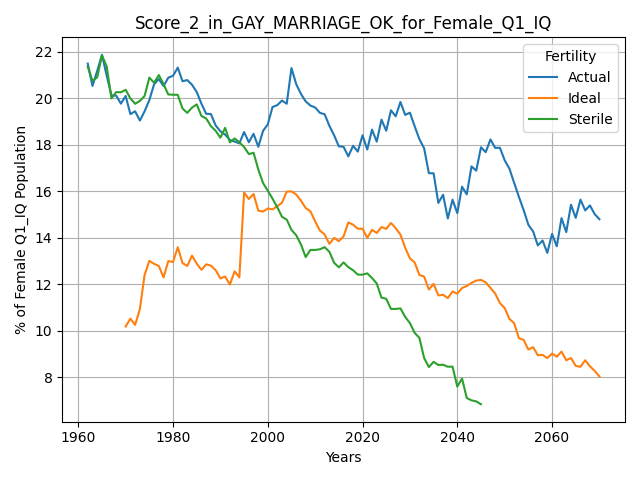 Score_2_in_GAY_MARRIAGE_OK_for_Female_Q1_IQ
% of Female Q1_IQ Population
22
20
18
16
14
12
10
8
Fertility
Actual
Ideal
Sterile
1960
1980
2000
2020
2040
2060
Years